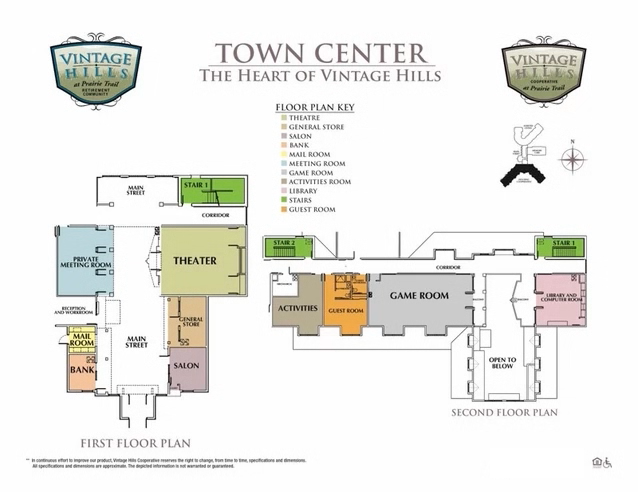 VINTAGE
HILLS
at Prairie Trail
RETIREMENT
COMMUNITY
TOWN CENTER
THE HEART OF VINTAGE HILLS
VINTAGE
HILLS
COOPERATIVE
at Prairie Trail
FLOOR PLAN KEY
THEATRE
GENERAL STORE
SALON
BANK
MAIL ROOM
MEETING ROOM
GAME ROOM
ACTIVITIES ROOM
LIBRARY
STAIRS
GUEST ROOM
N
MAIN
STREET
STAIR 1
CORRIDOR
PRIVATE
MEETING ROOM
THEATER
RECEPTION
AND WORKROOM
MAIL
ROOM
BANK
MAIN
STREET
GENERAL
STORE
SALON
FIRST FLOOR PLAN
STAIR 2
STAIR 1
CORRIDOR
ACTIVITIES
GUEST ROOM
GAME ROOM
LIBRARY AND
COMPUTER ROOM
OPEN TO
BELOW
SECOND FLOOR PLAN
** In continuous effort to improve our product, Vintage Hills Cooperative reserves the right to change, from time to time, specifications and dimensions.
All specifications and dimensions are approximate. The depicted information is not warranted or guaranteed.